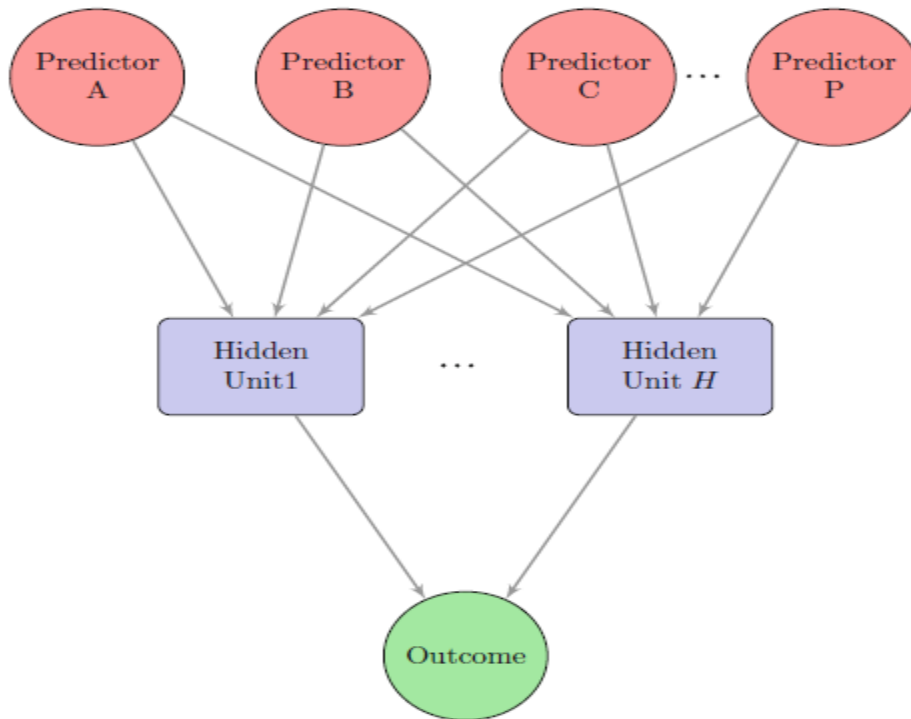 Predictor
A
Predictor
B
Predictor
C
...
Predictor
P
Hidden
Unit1
...
Hidden
Unit H
Outcome